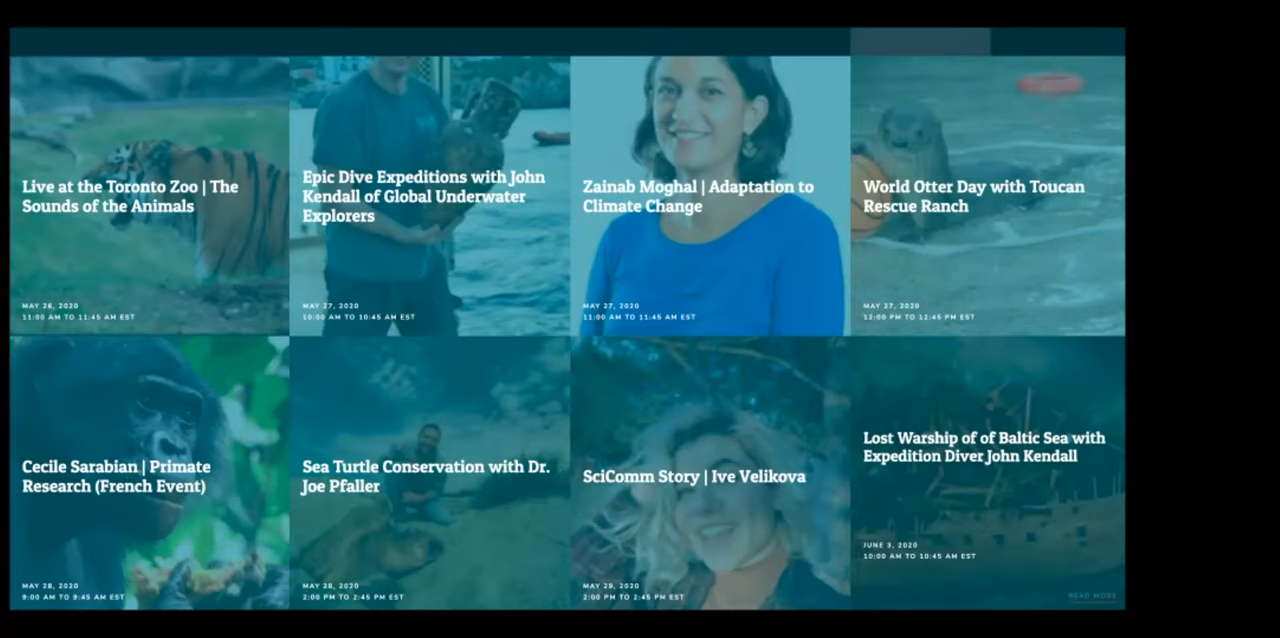 Live at the Toronto Zoo | The
Sounds of the Animals
MAY 26, 2020
11:00 AM TO 11:45 AM EST
Epic Dive Expeditions with John
Kendall of Global Underwater
Explorers
MAY 27, 2020
10:00 AM TO 10:45 AM EST
Zainab Moghal | Adaptation to
Climate Change
MAY 27, 2020
11:00 AM TO 11:45 AM EST
World Otter Day with Toucan
Rescue Ranch
MAY 27, 2020
12:00 PM TO 12:45 PM EST
Cecile Sarabian | Primate
Research (French Event)
MAY 28, 2020
9:00 AM TO 9:45 AM EST
Sea Turtle Conservation with Dr.
Joe Pfaller
MAY 28, 2020
2:00 PM TO 2:45 PM EST
SciComm Story | Ive Velikova
MAY 29, 2020
2:00 PM TO 2:45 PM EST
Lost Warship of of Baltic Sea with
Expedition Diver John Kendall
JUNE 3, 2020
10:00 AM TO 10:45 AM EST
READ MORE